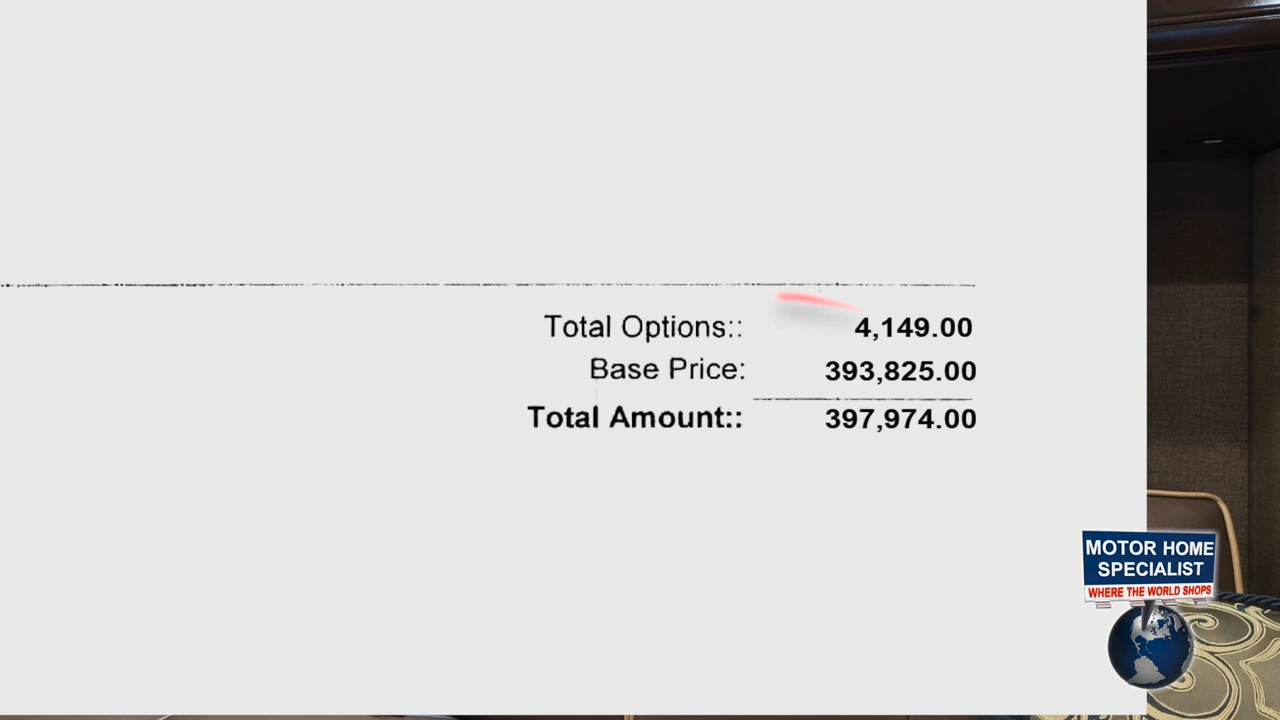 Total Options:: 4,149.00
Base Price: 393,825.00
Total Amount:: 397,974.00
MOTOR HOME
SPECIALIST
WHERE THE WORLD SHOPS